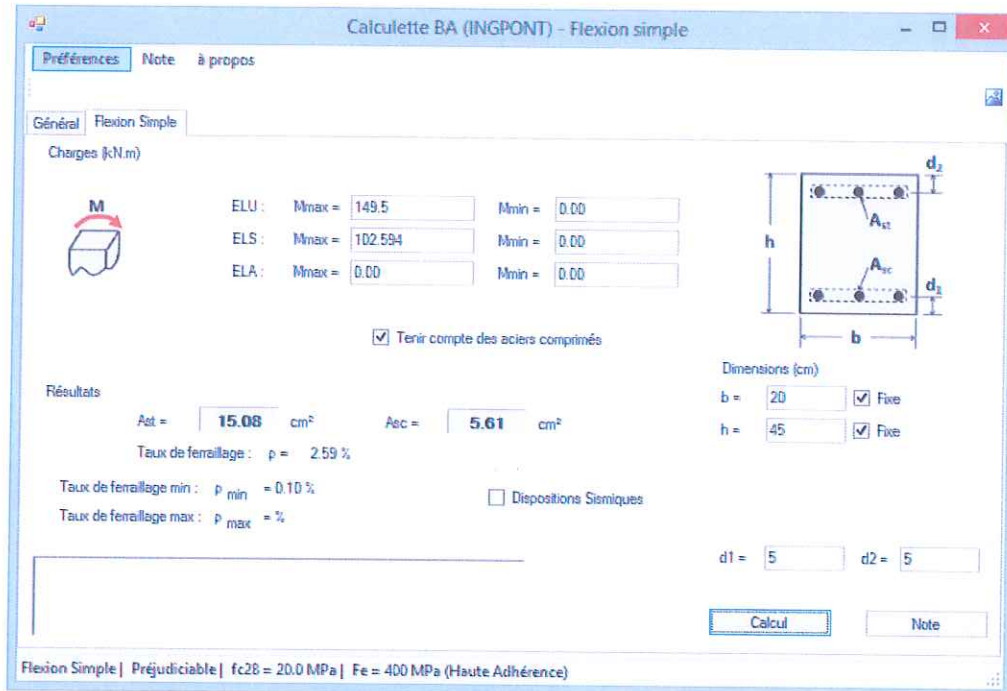 Calculette BA (INGPONT) - Flexion simple
Préférences Note à propos
Général Flexion Simple
Charges (kN.m)
M
ELU : Mmax = 149.5 Mmin = 0.00
ELS : Mmax = 102.594 Mmin = 0.00
ELA : Mmax = 0.00 Mmin = 0.00
d2
Ast
h
Asc
d1
b
Tenir compte des aciers comprimés
Dimensions (cm)
b = 20 Fixe
h = 45 Fixe
Résultats
Ast = 15.08 cm² Asc = 5.61 cm²
Taux de ferraillage : ρ = 2.59 %
Taux de ferraillage min : ρ min = 0.10 %
Taux de ferraillage max : ρ max = %
Dispositions Sismiques
d1 = 5 d2 = 5
Calcul Note
Flexion Simple | Préjudiciable | fc28 = 20.0 MPa | Fe = 400 MPa (Haute Adhérence)